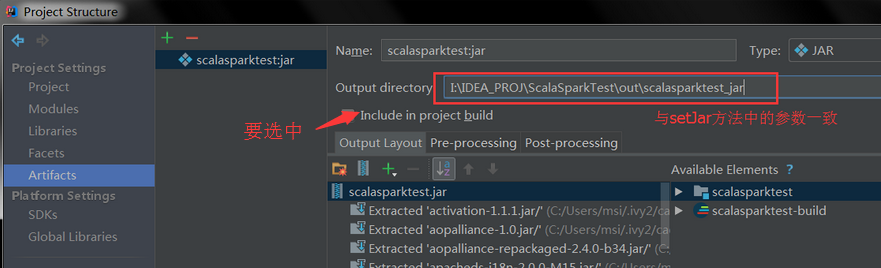 Project Structure
Project Settings
Project
Modules
Libraries
Facets
Artifacts
Platform Settings
SDKs
Global Libraries
scalasparktest:jar
Name: scalasparktest:jar Type: JAR
Output directory I:\IDEA_PROJ\ScalaSparkTest\out\scalasparktest_jar
Include in project build
要选中
与setJar方法中的参数一致
Output Layout Pre-processing Post-processing
Available Elements ?
scalasparktest.jar
Extracted 'activation-1.1.1.jar/' (C:/Users/msi/.ivy2/ca
Extracted 'aopalliance-1.0.jar/' (C:/Users/msi/.ivy2/cac
Extracted 'aopalliance-repackaged-2.4.0-b34.jar/' (C:/
Extracted 'apacheds-i18n-2.0.0-M15.jar/' (C:/Users/ms
scalasparktest
scalasparktest-build